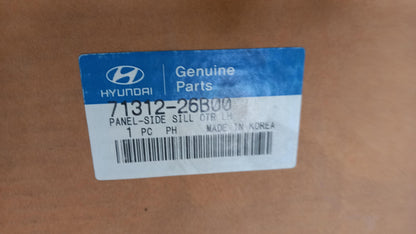 HYUNDAI
Genuine
Parts
71312-26B00
PANEL-SIDE SILL OTR LH
1 PC PH MADE IN KOREA